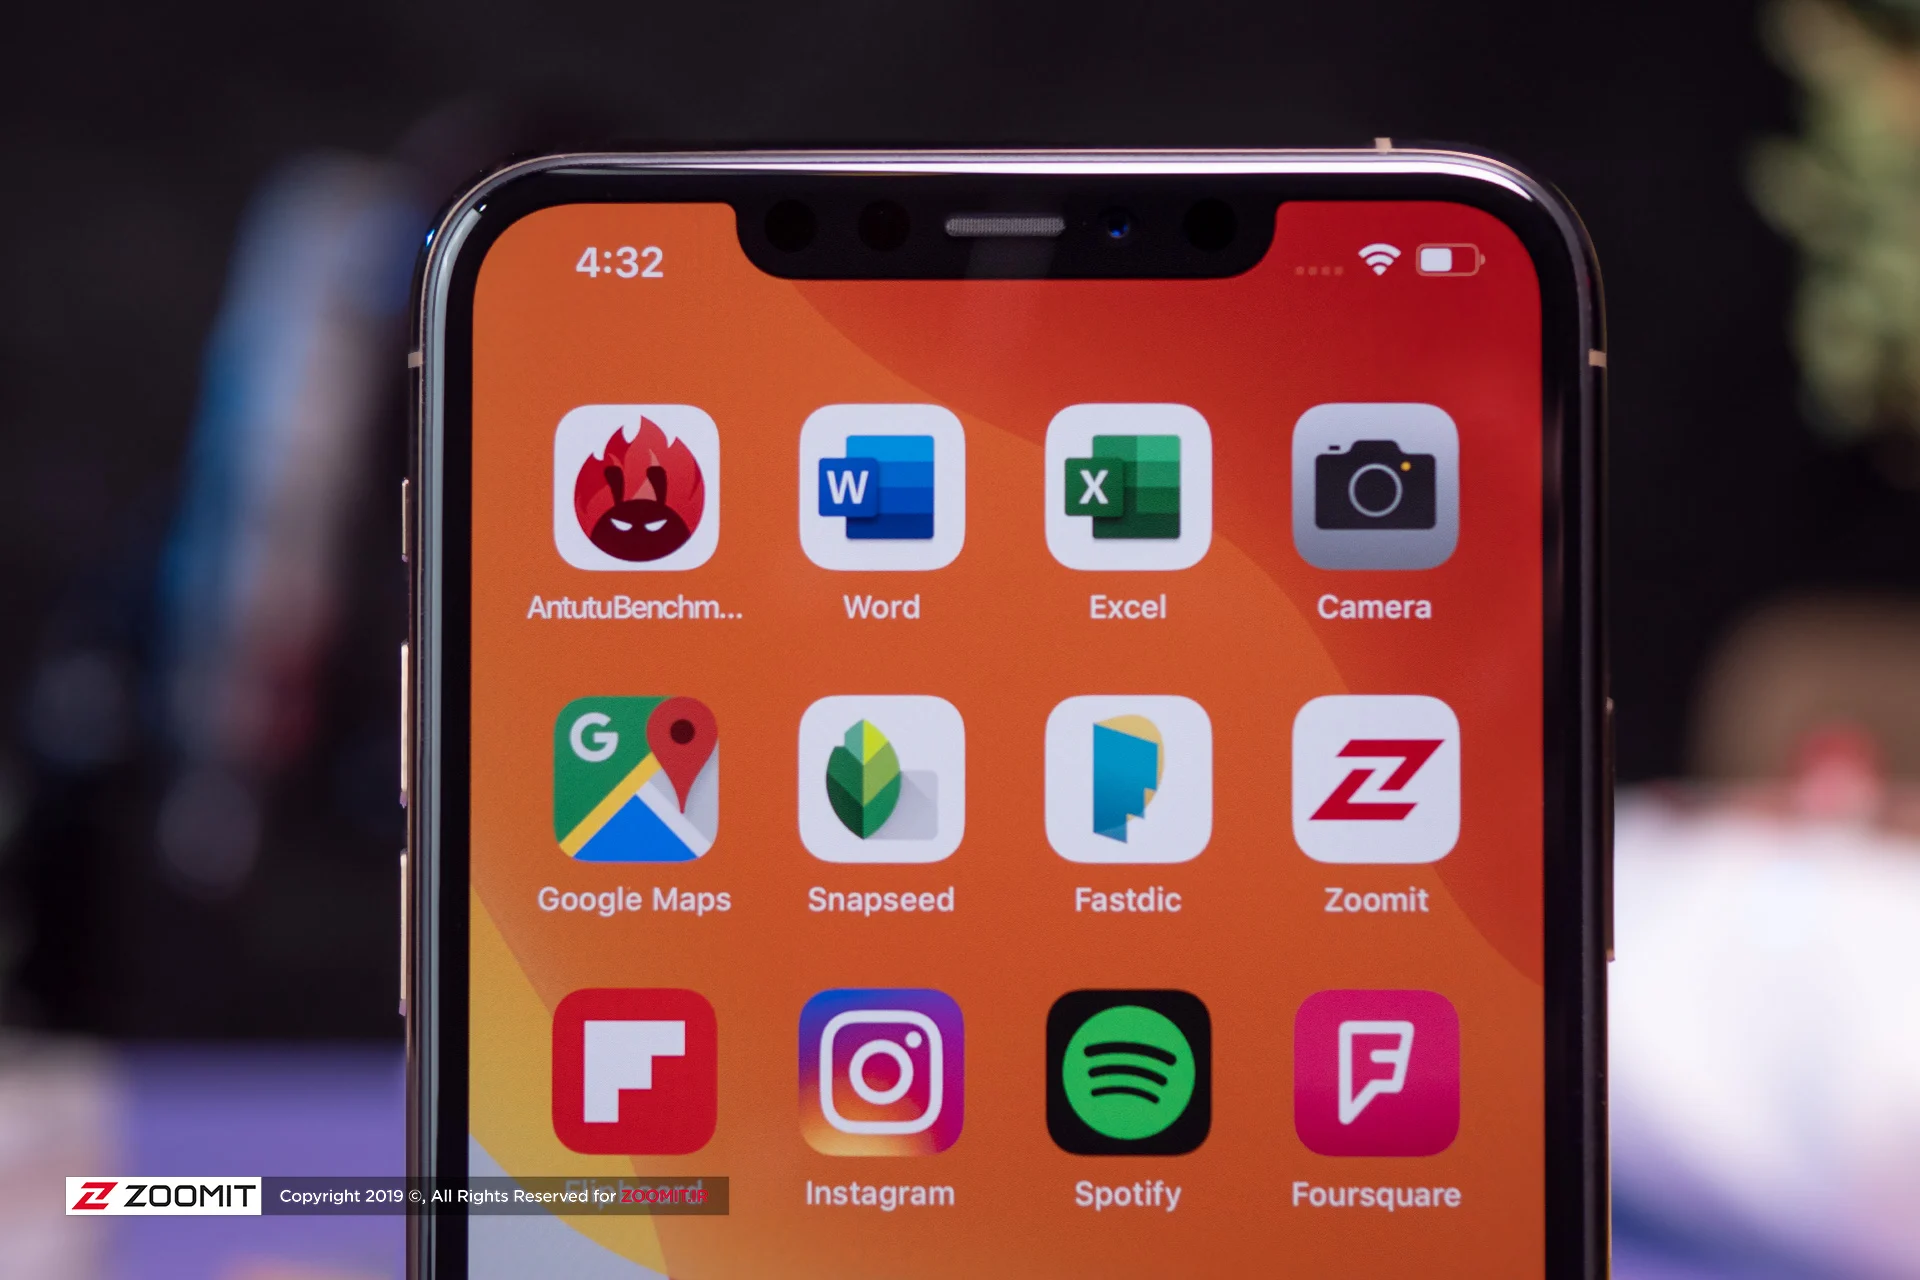 4:32
AntutuBenchm...
Word
Excel
Camera
Google Maps
Snapseed
Fastdic
Zoomit
Flipboard
Instagram
Spotify
Foursquare
ZOOMIT Copyright 2019 ©, All Rights Reserved for ZOOMIT.IR